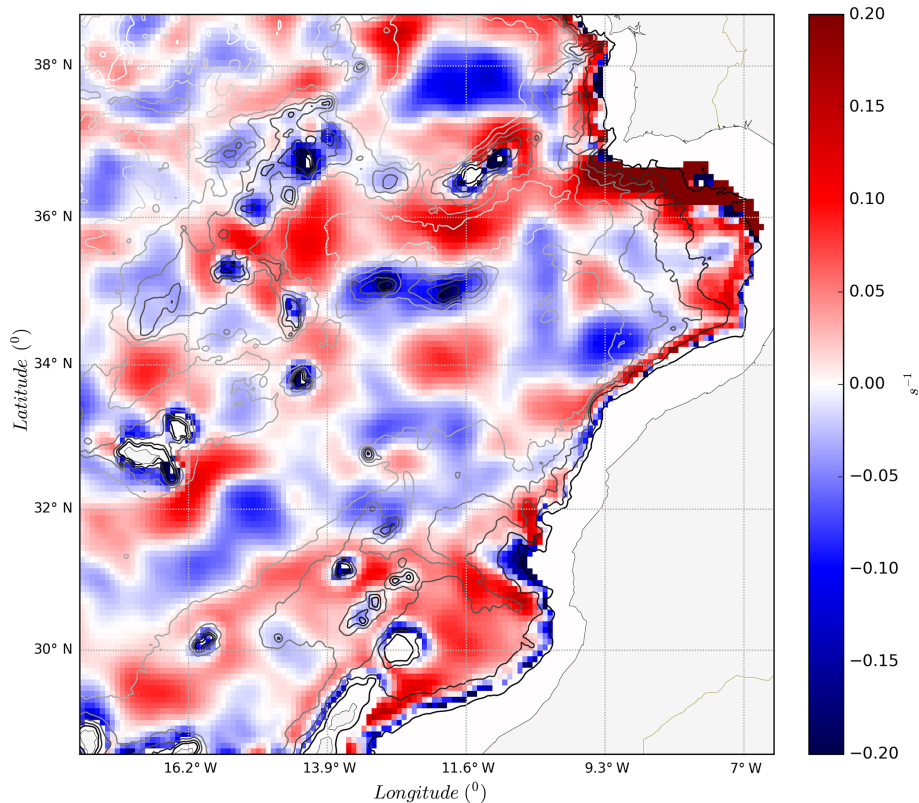 38° N
36° N
34° N
32° N
30° N
16.2° W
13.9° W
11.6° W
9.3° W
7° W
Longitude (⁰)
Latitude (⁰)
0.20
0.15
0.10
0.05
0.00
−0.05
−0.10
−0.15
−0.20
s⁻¹